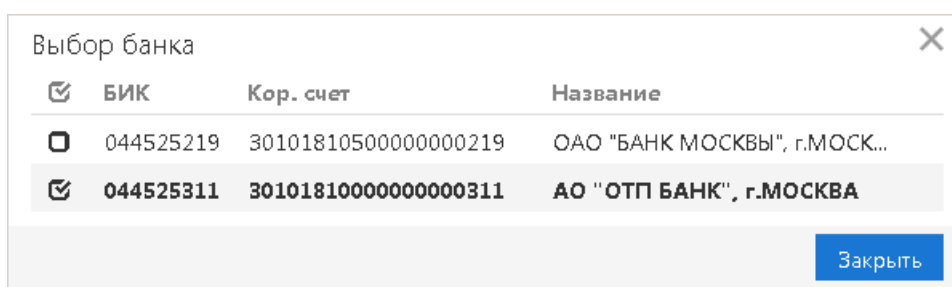 Выбор банка
БИК Кор. счет Название
044525219 30101810500000000219 ОАО "БАНК МОСКВЫ", г.МОСК...
044525311 30101810000000000311 АО "ОТП БАНК", г.МОСКВА
Закрыть